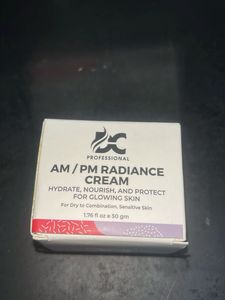 PROFESSIONAL
AM / PM RADIANCE
CREAM
HYDRATE, NOURISH, AND PROTECT
FOR GLOWING SKIN
For Dry to Combination, Sensitive Skin
1.76 fl oz e 50 gm